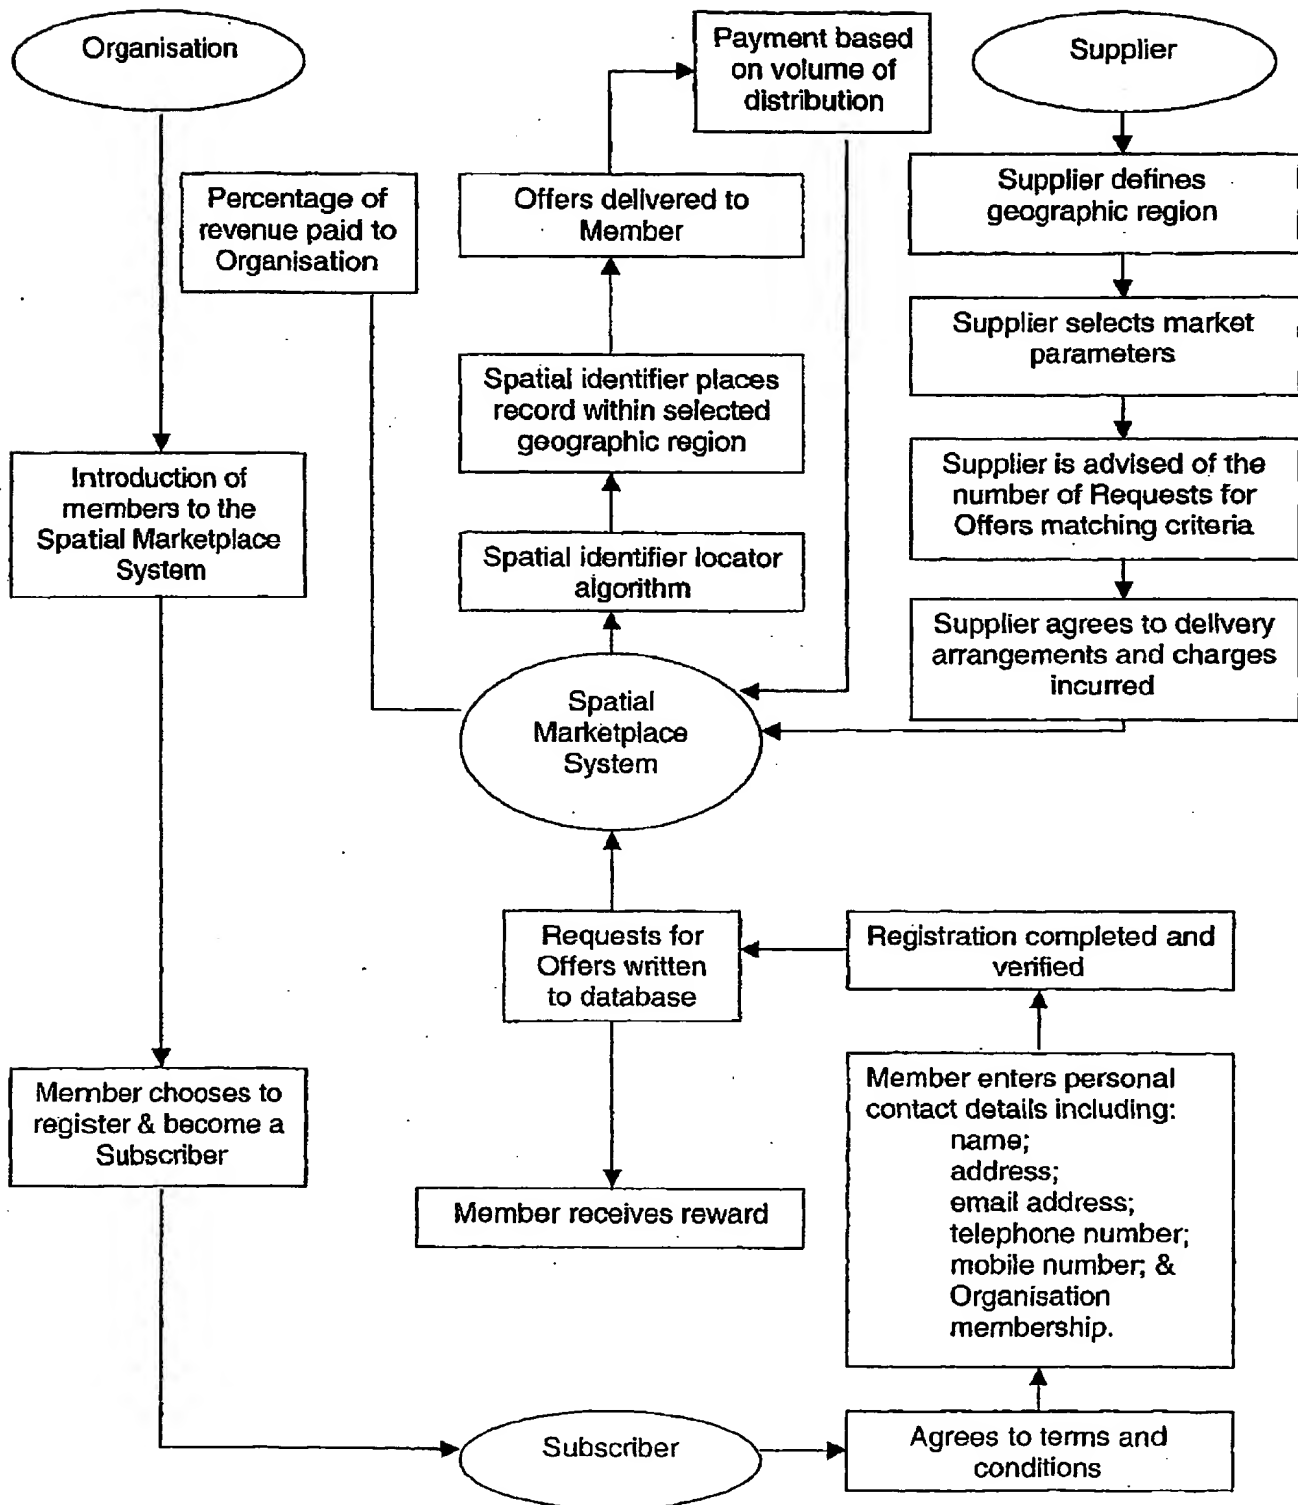 Organisation
Payment based
on volume of
distribution
Supplier
Percentage of
revenue paid to
Organisation
Offers delivered to
Member
Supplier defines
geographic region
Supplier selects market
parameters
Spatial identifier places
record within selected
geographic region
Introduction of
members to the
Spatial Marketplace
System
Supplier is advised of the
number of Requests for
Offers matching criteria
Spatial identifier locator
algorithm
Supplier agrees to delivery
arrangements and charges
incurred
Spatial
Marketplace
System
Requests for
Offers written
to database
Registration completed and
verified
Member chooses to
register & become a
Subscriber
Member enters personal
contact details including:
name;
address;
email address;
telephone number;
mobile number; &
Organisation
membership.
Member receives reward
Subscriber
Agrees to terms and
conditions